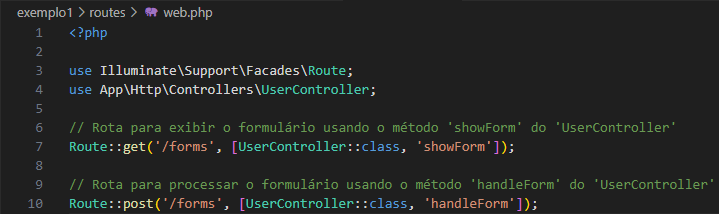 exemplo1 > routes > web.php
1 <?php
2
3 use Illuminate\Support\Facades\Route;
4 use App\Http\Controllers\UserController;
5
6 // Rota para exibir o formulário usando o método 'showForm' do 'UserController'
7 Route::get('/forms', [UserController::class, 'showForm']);
8
9 // Rota para processar o formulário usando o método 'handleForm' do 'UserController'
10 Route::post('/forms', [UserController::class, 'handleForm']);